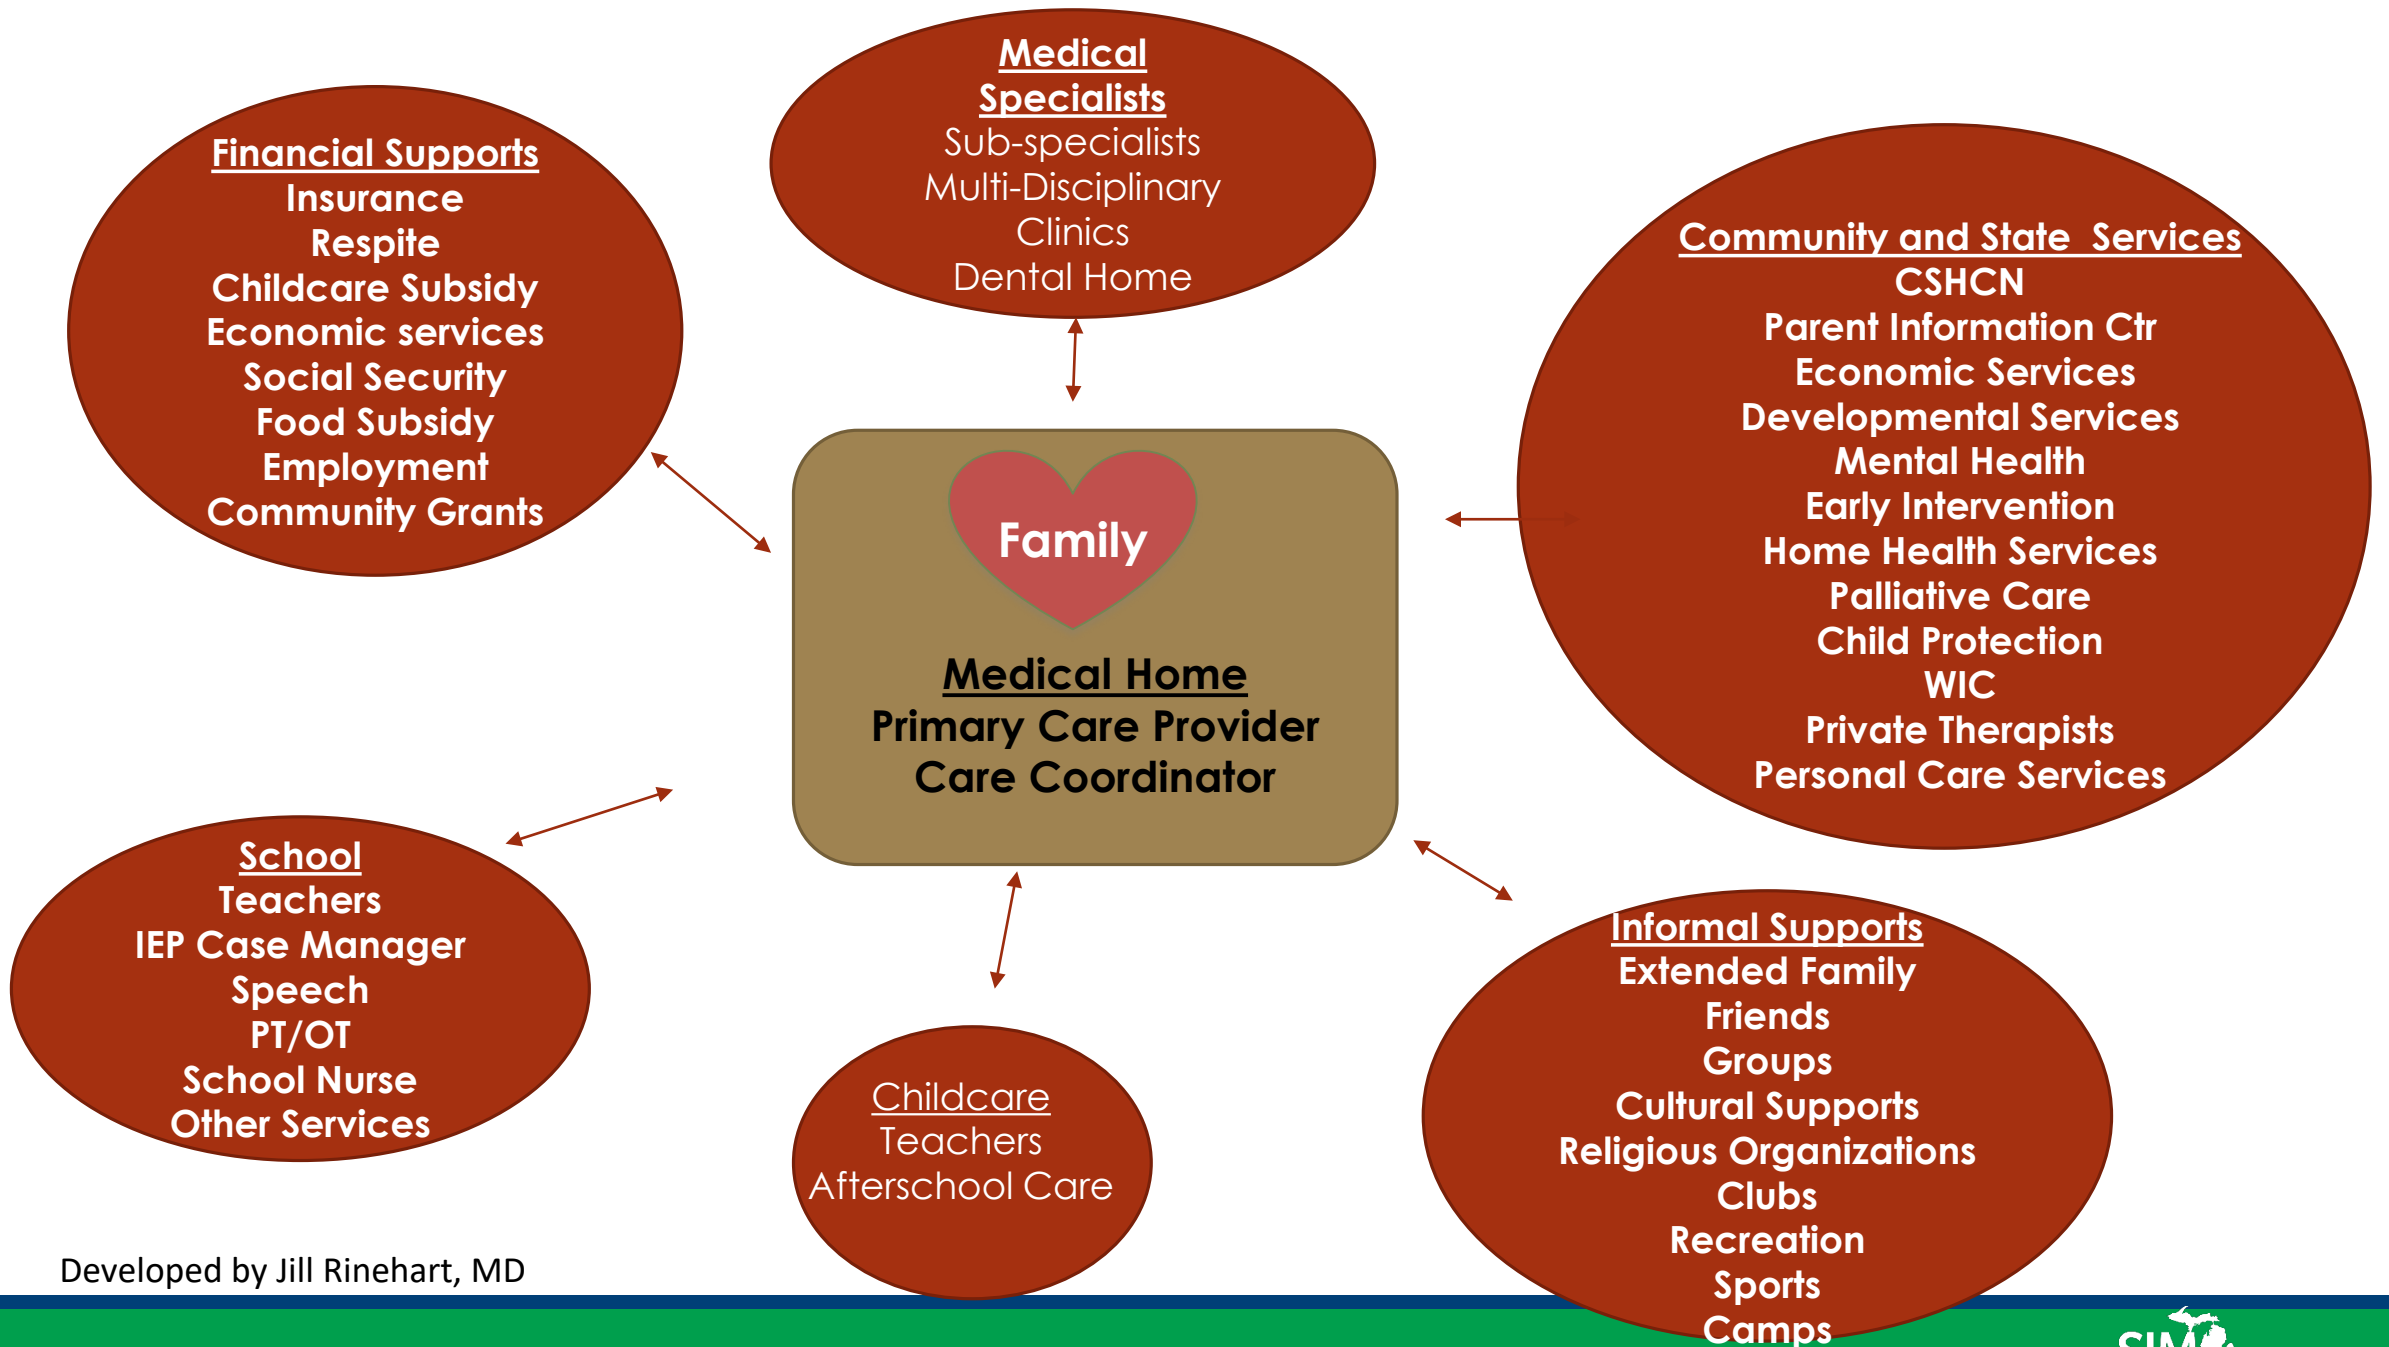 Medical
Specialists
Sub-specialists
Multi-Disciplinary
Clinics
Dental Home
Financial Supports
Insurance
Respite
Childcare Subsidy
Economic services
Social Security
Food Subsidy
Employment
Community Grants
Community and State  Services
CSHCN
Parent Information Ctr
Economic Services
Developmental Services
Mental Health
Early Intervention
Home Health Services
Palliative Care
Child Protection
WIC
Private Therapists
Personal Care Services
Family
Medical Home
Primary Care Provider
Care Coordinator
School
Teachers
IEP Case Manager
Speech
PT/OT
School Nurse
Other Services
Childcare
Teachers
Afterschool Care
Informal Supports
Extended Family
Friends
Groups
Cultural Supports
Religious Organizations
Clubs
Recreation
Sports
Camps
Developed by Jill Rinehart, MD
SIM